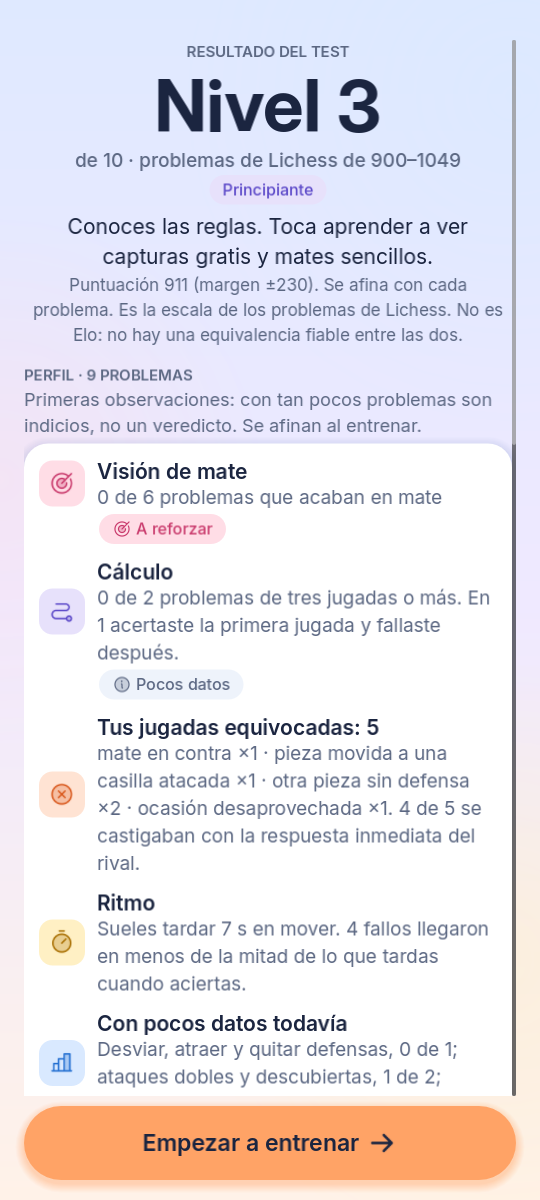 RESULTADO DEL TEST
Nivel 3
de 10 · problemas de Lichess de 900–1049
Principiante
Conoces las reglas. Toca aprender a ver
capturas gratis y mates sencillos.
Puntuación 911 (margen ±230). Se afina con cada
problema. Es la escala de los problemas de Lichess. No es
Elo: no hay una equivalencia fiable entre las dos.
PERFIL · 9 PROBLEMAS
Primeras observaciones: con tan pocos problemas son
indicios, no un veredicto. Se afinan al entrenar.
Visión de mate
0 de 6 problemas que acaban en mate
A reforzar
Cálculo
0 de 2 problemas de tres jugadas o más. En
1 acertaste la primera jugada y fallaste
después.
Pocos datos
Tus jugadas equivocadas: 5
mate en contra ×1 · pieza movida a una
casilla atacada ×1 · otra pieza sin defensa
×2 · ocasión desaprovechada ×1. 4 de 5 se
castigaban con la respuesta inmediata del
rival.
Ritmo
Sueles tardar 7 s en mover. 4 fallos llegaron
en menos de la mitad de lo que tardas
cuando aciertas.
Con pocos datos todavía
Desviar, atraer y quitar defensas, 0 de 1;
ataques dobles y descubiertas, 1 de 2;
Empezar a entrenar →